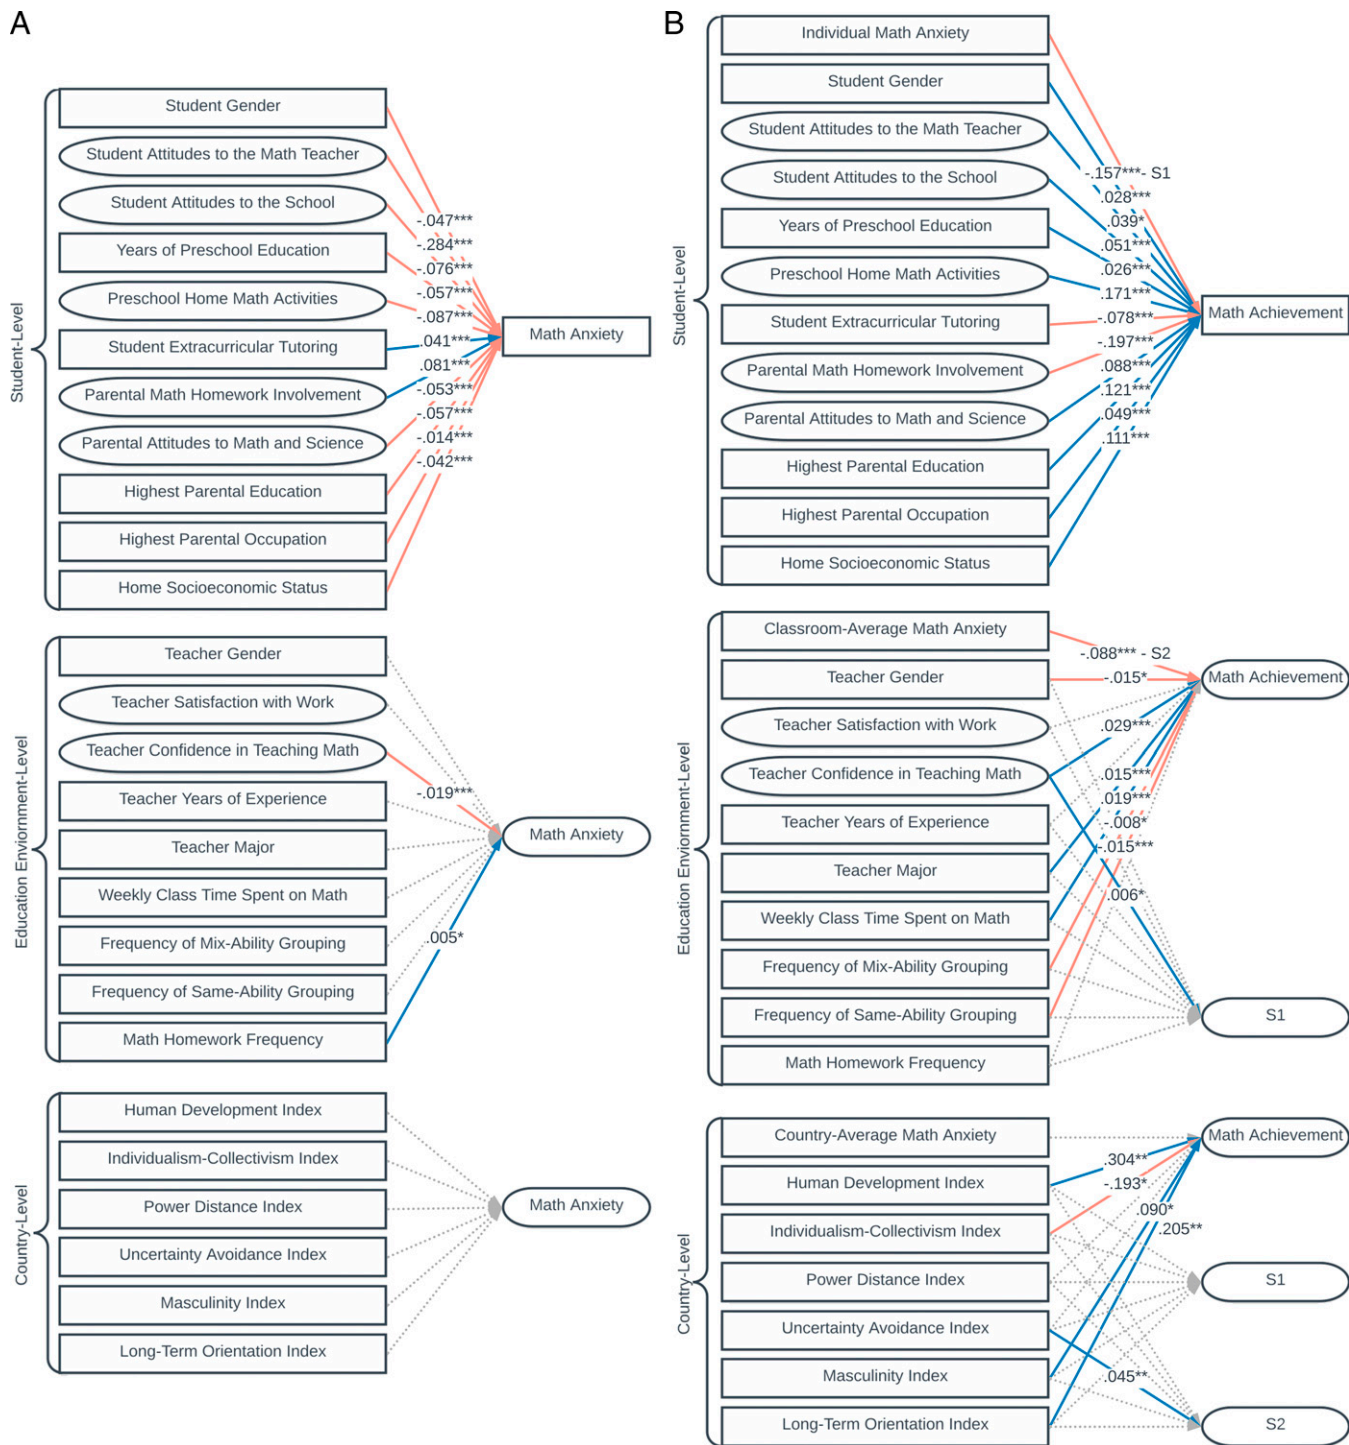 A
Student-Level
Student Gender
Student Attitudes to the Math Teacher
Student Attitudes to the School
Years of Preschool Education
Preschool Home Math Activities
Student Extracurricular Tutoring
Parental Math Homework Involvement
Parental Attitudes to Math and Science
Highest Parental Education
Highest Parental Occupation
Home Socioeconomic Status
-.047***
-.284***
-.076***
-.057***
-.087***
.041***
.081***
-.053***
-.057***
-.014***
-.042***
Math Anxiety
Education Enviornment-Level
Teacher Gender
Teacher Satisfaction with Work
Teacher Confidence in Teaching Math
Teacher Years of Experience
Teacher Major
Weekly Class Time Spent on Math
Frequency of Mix-Ability Grouping
Frequency of Same-Ability Grouping
Math Homework Frequency
-.019***
.005*
Math Anxiety
Country-Level
Human Development Index
Individualism-Collectivism Index
Power Distance Index
Uncertainty Avoidance Index
Masculinity Index
Long-Term Orientation Index
Math Anxiety
B
Student-Level
Individual Math Anxiety
Student Gender
Student Attitudes to the Math Teacher
Student Attitudes to the School
Years of Preschool Education
Preschool Home Math Activities
Student Extracurricular Tutoring
Parental Math Homework Involvement
Parental Attitudes to Math and Science
Highest Parental Education
Highest Parental Occupation
Home Socioeconomic Status
-.157***- S1
.028***
.039*
.051***
.026***
.171***
-.078***
-.197***
.088***
.121***
.049***
.111***
Math Achievement
Education Enviornment-Level
Classroom-Average Math Anxiety
Teacher Gender
Teacher Satisfaction with Work
Teacher Confidence in Teaching Math
Teacher Years of Experience
Teacher Major
Weekly Class Time Spent on Math
Frequency of Mix-Ability Grouping
Frequency of Same-Ability Grouping
Math Homework Frequency
-.088*** - S2
-.015*
.029***
.015***
.019***
-.008*
-.015***
.006*
Math Achievement
S1
Country-Level
Country-Average Math Anxiety
Human Development Index
Individualism-Collectivism Index
Power Distance Index
Uncertainty Avoidance Index
Masculinity Index
Long-Term Orientation Index
.304**
-.193*
.090*
.205**
.045**
Math Achievement
S1
S2